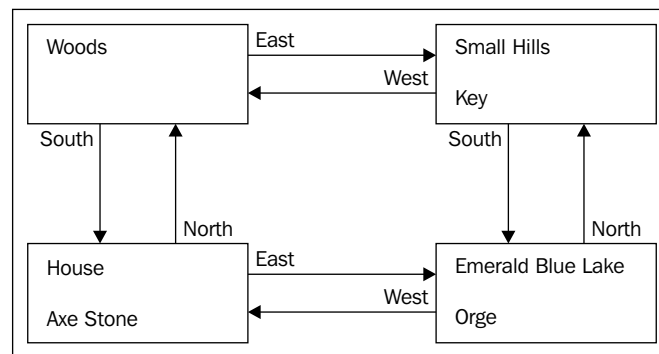 Woods
East
Small Hills
West
Key
South
South
North
North
House
East
Emerald Blue Lake
West
Axe Stone
Orge